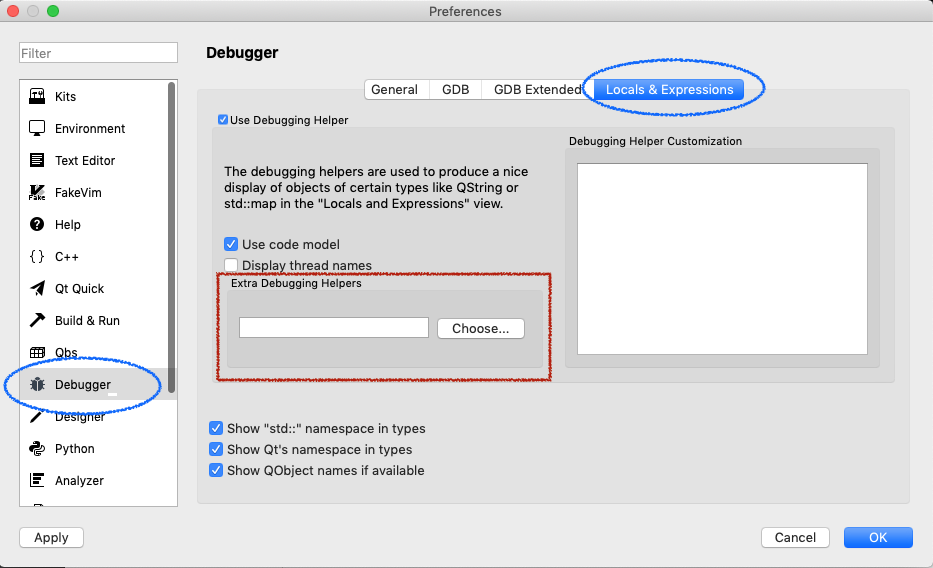 Preferences
Filter
Kits
Environment
Text Editor
FakeVim
Help
C++
Qt Quick
Build & Run
Qbs
Debugger
Designer
Python
Analyzer
Debugger
General
GDB
GDB Extended
Locals & Expressions
Use Debugging Helper
The debugging helpers are used to produce a nice
display of objects of certain types like QString or
std::map in the "Locals and Expressions" view.
Use code model
Display thread names
Extra Debugging Helpers
Choose...
Debugging Helper Customization
Show "std::" namespace in types
Show Qt's namespace in types
Show QObject names if available
Apply
Cancel
OK